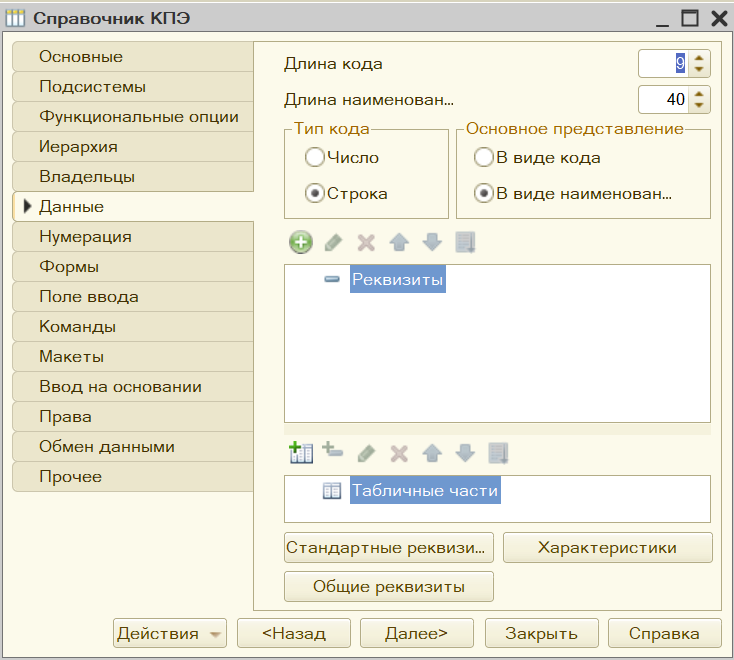 Справочник КПЭ
Основные
Подсистемы
Функциональные опции
Иерархия
Владельцы
Данные
Нумерация
Формы
Поле ввода
Команды
Макеты
Ввод на основании
Права
Обмен данными
Прочее
Длина кода 9
Длина наименован... 40
Тип кода
Число
Строка
Основное представление
В виде кода
В виде наименован...
Реквизиты
Табличные части
Стандартные реквизи... Характеристики
Общие реквизиты
Действия <Назад Далее> Закрыть Справка